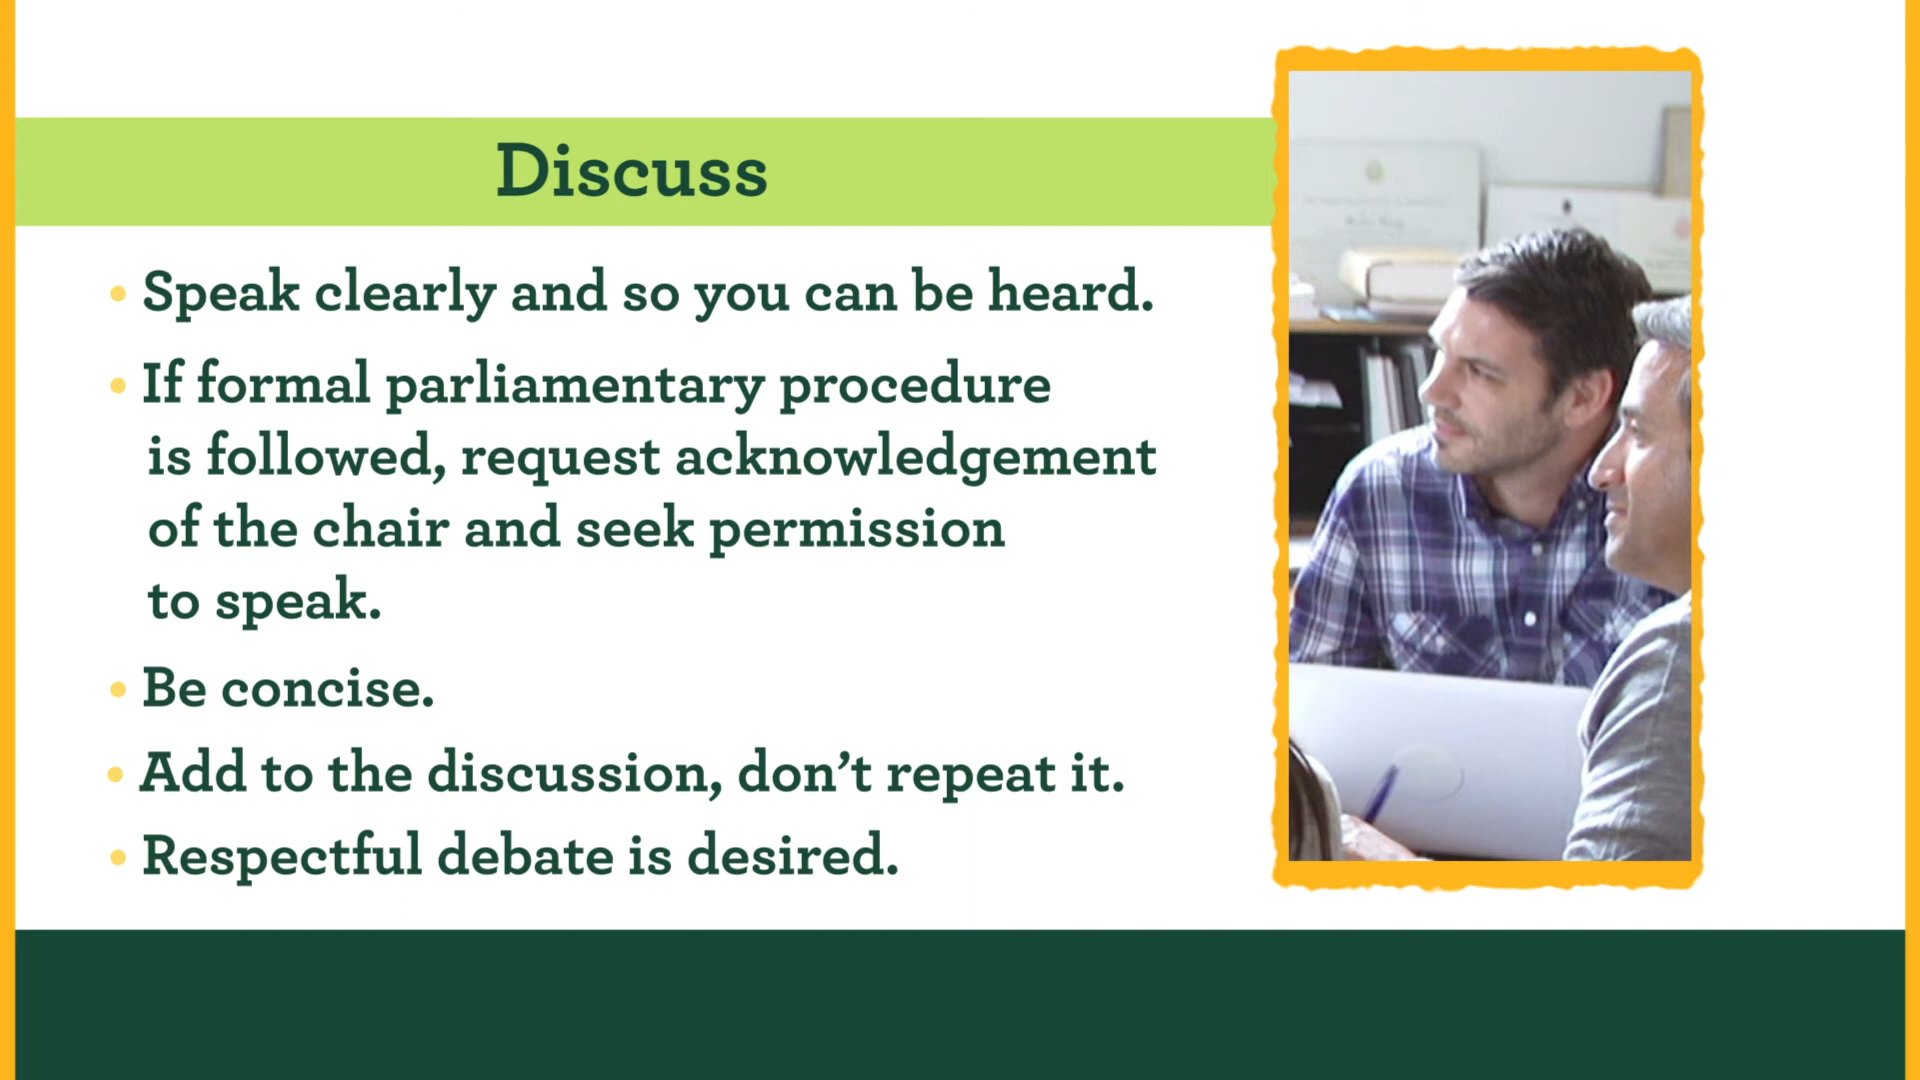 Discuss
• Speak clearly and so you can be heard.
• If formal parliamentary procedure
is followed, request acknowledgement
of the chair and seek permission
to speak.
• Be concise.
• Add to the discussion, don’t repeat it.
• Respectful debate is desired.